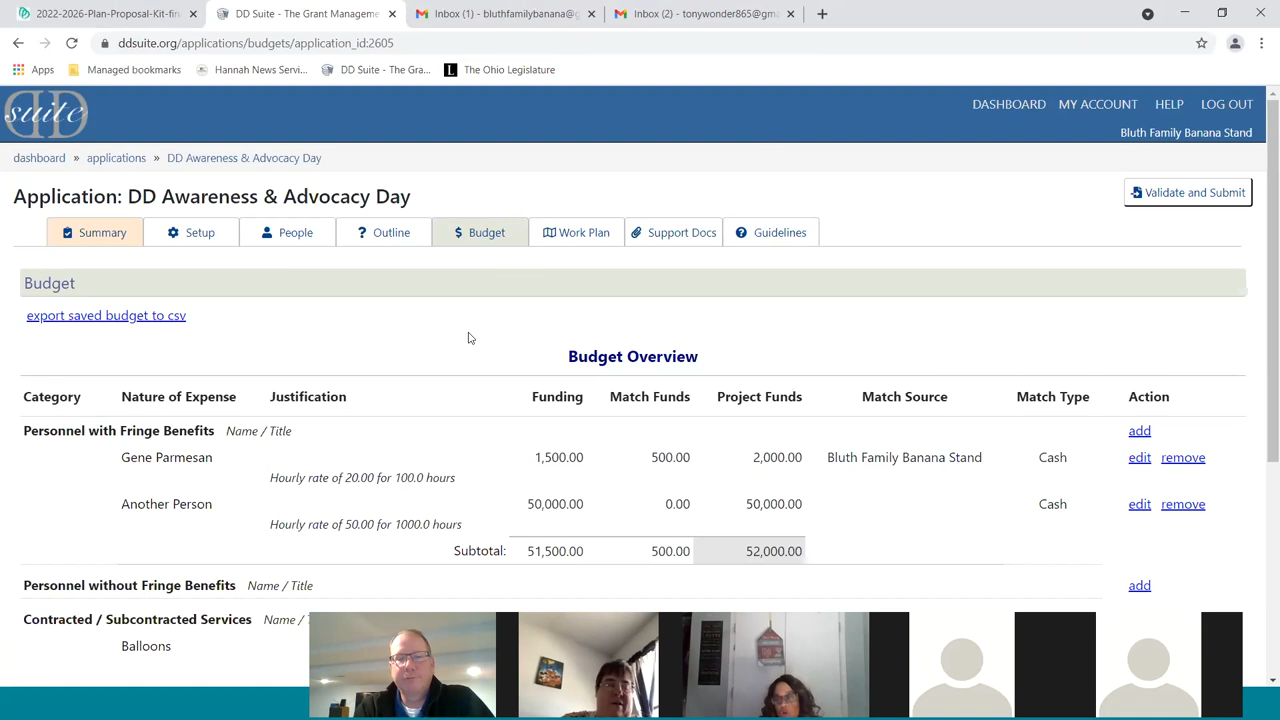 2022-2026-Plan-Proposal-Kit-fin
DD Suite - The Grant Manageme
Inbox (1) - bluthfamilybanana@g
Inbox (2) - tonywonder865@gma
ddsuite.org/applications/budgets/application_id:2605
Apps Managed bookmarks Hannah News Servi... DD Suite - The Gra... The Ohio Legislature
DD suite
DASHBOARD MY ACCOUNT HELP LOG OUT
Bluth Family Banana Stand
dashboard » applications » DD Awareness & Advocacy Day
Application: DD Awareness & Advocacy Day
Validate and Submit
Summary Setup People ? Outline $ Budget Work Plan Support Docs Guidelines
Budget
export saved budget to csv
Budget Overview
Category Nature of Expense Justification Funding Match Funds Project Funds Match Source Match Type Action
Personnel with Fringe Benefits Name / Title add
Gene Parmesan 1,500.00 500.00 2,000.00 Bluth Family Banana Stand Cash edit remove
Hourly rate of 20.00 for 100.0 hours
Another Person 50,000.00 0.00 50,000.00 Cash edit remove
Hourly rate of 50.00 for 1000.0 hours
Subtotal: 51,500.00 500.00 52,000.00
Personnel without Fringe Benefits Name / Title add
Contracted / Subcontracted Services Name /
Balloons